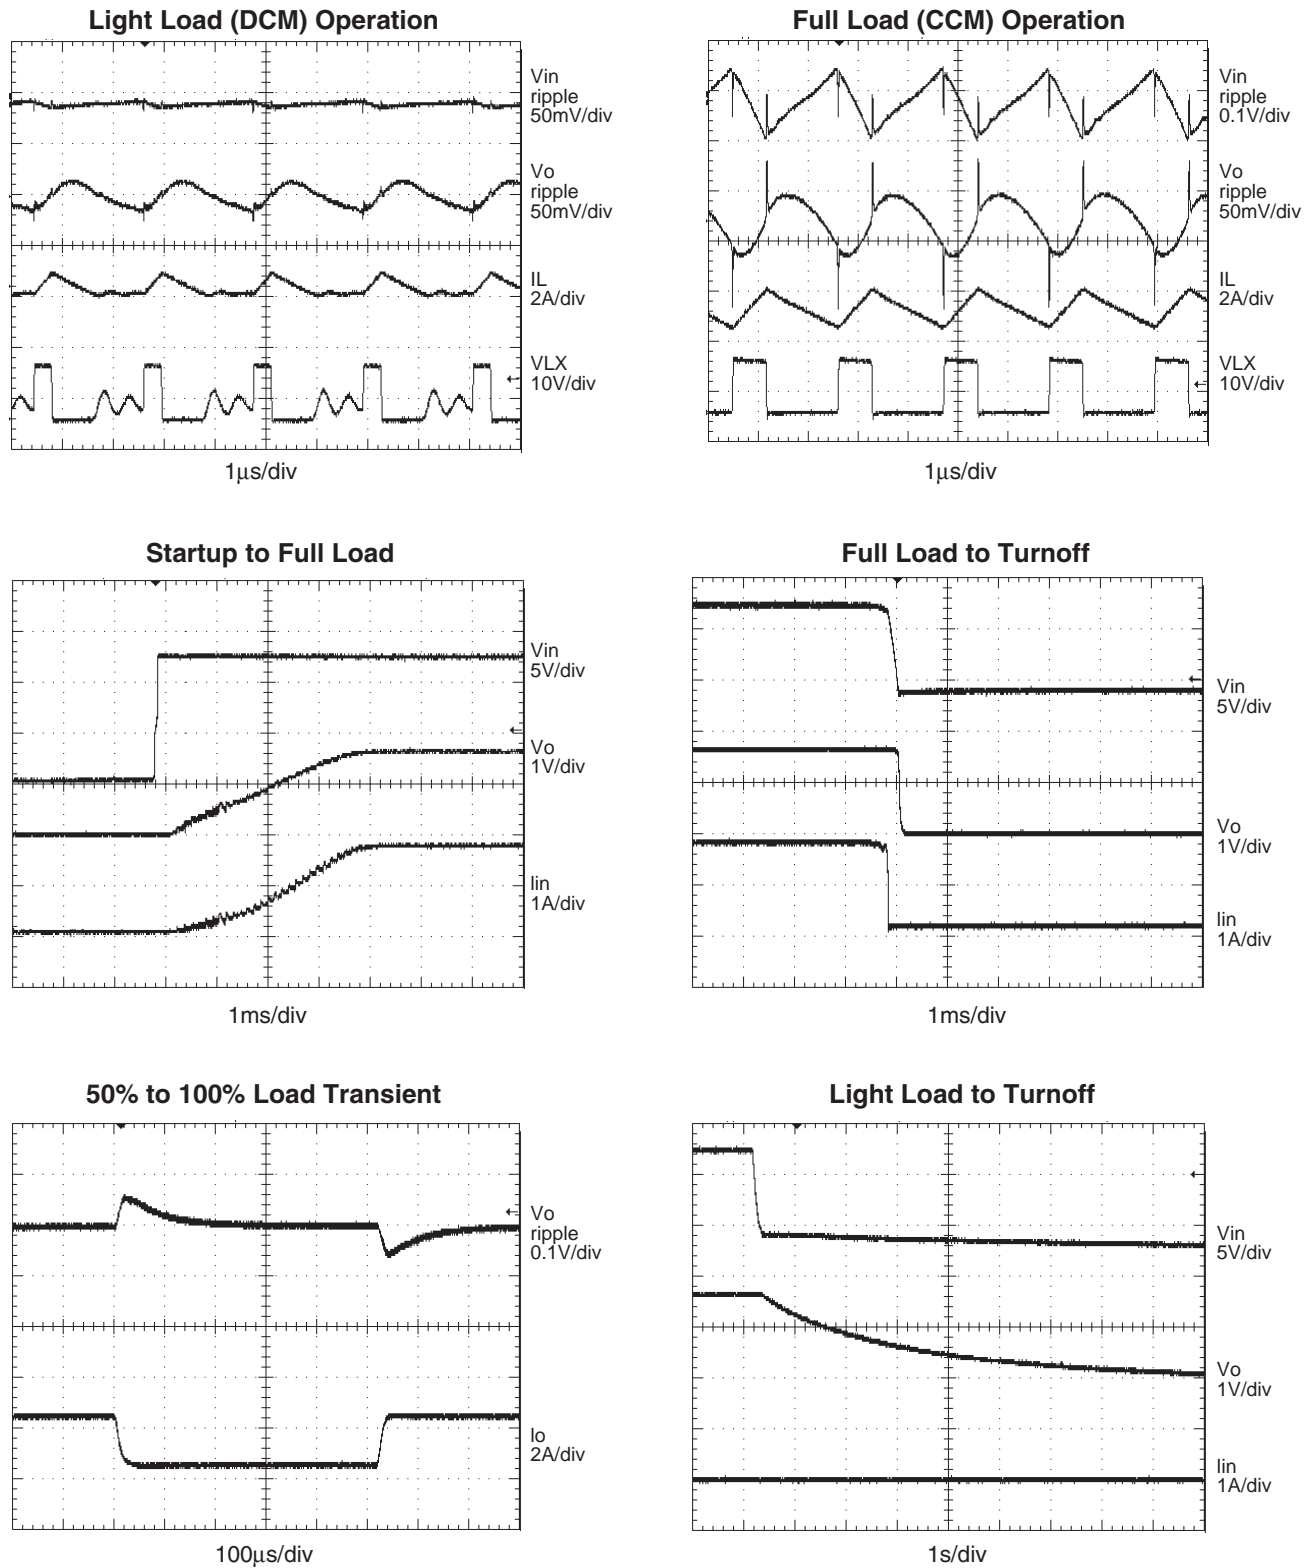 Light Load (DCM) Operation
Vin
ripple
50mV/div
Vo
ripple
50mV/div
IL
2A/div
VLX
10V/div
1μs/div
Full Load (CCM) Operation
Vin
ripple
0.1V/div
Vo
ripple
50mV/div
IL
2A/div
VLX
10V/div
1μs/div
Startup to Full Load
Vin
5V/div
Vo
1V/div
Iin
1A/div
1ms/div
Full Load to Turnoff
Vin
5V/div
Vo
1V/div
Iin
1A/div
1ms/div
50% to 100% Load Transient
Vo
ripple
0.1V/div
Io
2A/div
100μs/div
Light Load to Turnoff
Vin
5V/div
Vo
1V/div
Iin
1A/div
1s/div